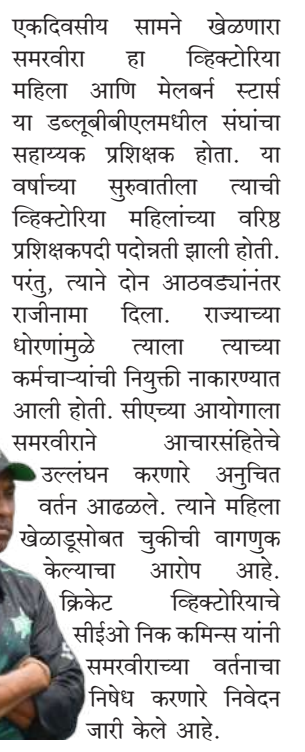 एकदिवसीय सामने खेळणारा
समरवीरा हा व्हिक्टोरिया
महिला आणि मेलबर्न स्टार्स
या डब्लूबीबीएलमधील संघांचा
सहाय्यक प्रशिक्षक होता. या
वर्षाच्या सुरुवातीला त्याची
व्हिक्टोरिया महिलांच्या वरिष्ठ
प्रशिक्षकपदी पदोन्नती झाली होती.
परंतु, त्याने दोन आठवड्यांनंतर
राजीनामा दिला. राज्याच्या
धोरणांमुळे त्याला त्याच्या
कर्मचाऱ्यांची नियुक्ती नाकारण्यात
आली होती. सीएच्या आयोगाला
समरवीराने आचारसंहितेचे
उल्लंघन करणारे अनुचित
वर्तन आढळले. त्याने महिला
खेळाडूसोबत चुकीची वागणुक
केल्याचा आरोप आहे.
क्रिकेट व्हिक्टोरियाचे
सीईओ निक कमिन्स यांनी
समरवीराच्या वर्तनाचा
निषेध करणारे निवेदन
जारी केले आहे.